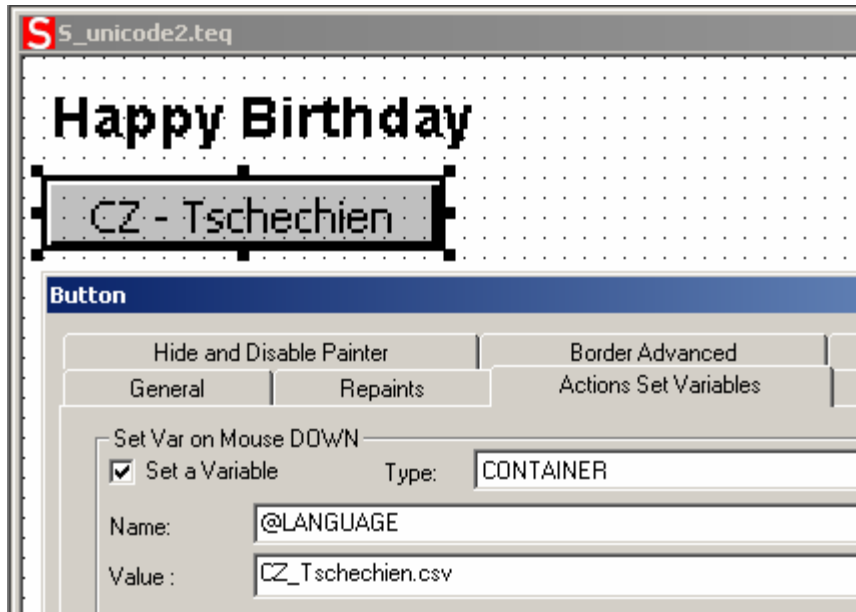 S S_unicode2.teq
Happy Birthday
CZ - Tschechien
Button
Hide and Disable Painter Border Advanced
General Repaints Actions Set Variables
Set Var on Mouse DOWN
Set a Variable Type: CONTAINER
Name: @LANGUAGE
Value : CZ_Tschechien.csv